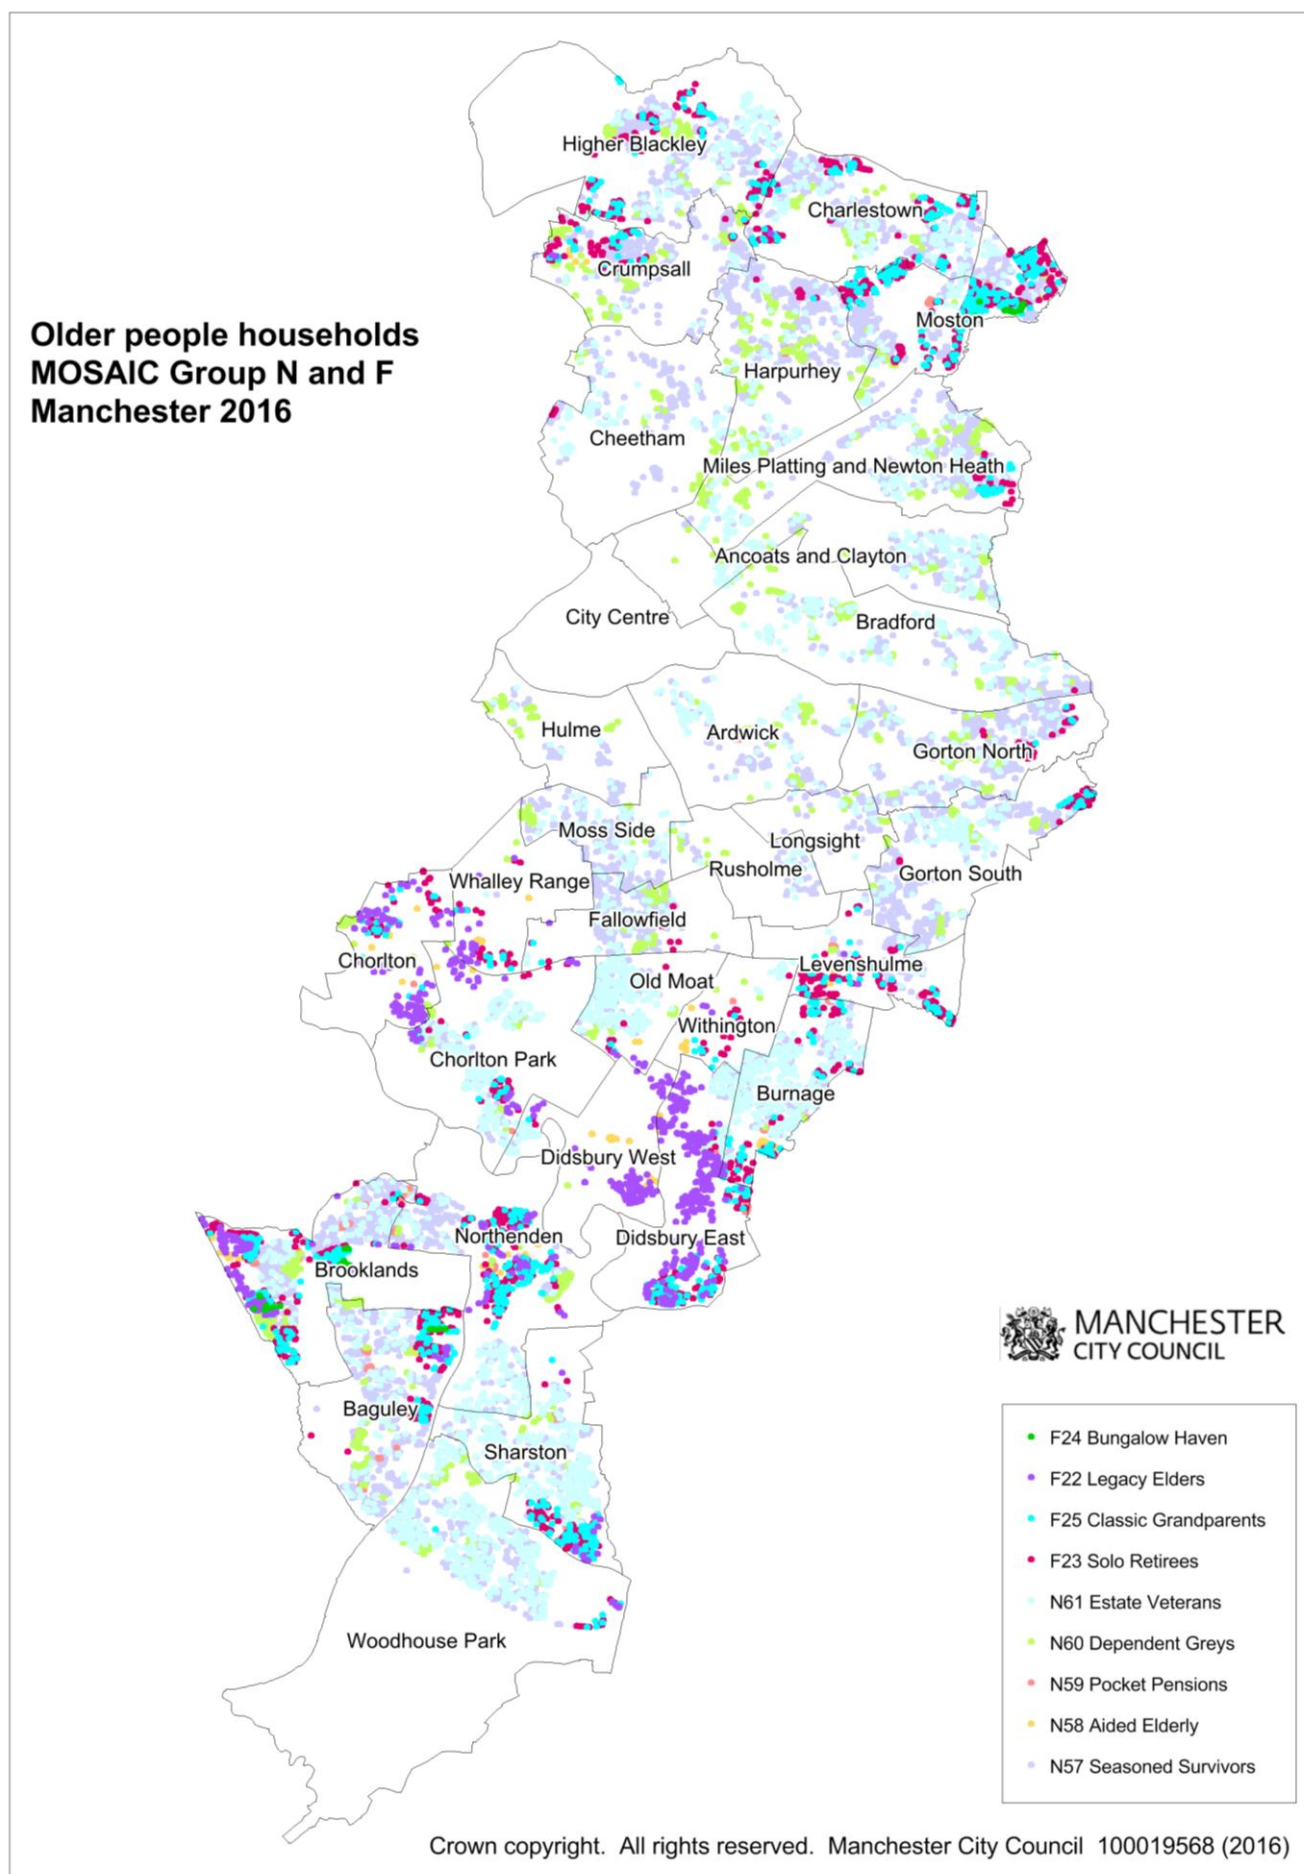 Older people households
MOSAIC Group N and F
Manchester 2016
Higher Blackley
Charlestown
Crumpsall
Moston
Harpurhey
Cheetham
Miles Platting and Newton Heath
Ancoats and Clayton
City Centre
Bradford
Hulme
Ardwick
Gorton North
Moss Side
Longsight
Rusholme
Gorton South
Whalley Range
Fallowfield
Chorlton
Levenshulme
Old Moat
Withington
Chorlton Park
Burnage
Didsbury West
Northenden
Didsbury East
Brooklands
Baguley
Sharston
Woodhouse Park
MANCHESTER
CITY COUNCIL
F24 Bungalow Haven
F22 Legacy Elders
F25 Classic Grandparents
F23 Solo Retirees
N61 Estate Veterans
N60 Dependent Greys
N59 Pocket Pensions
N58 Aided Elderly
N57 Seasoned Survivors
Crown copyright. All rights reserved. Manchester City Council 100019568 (2016)